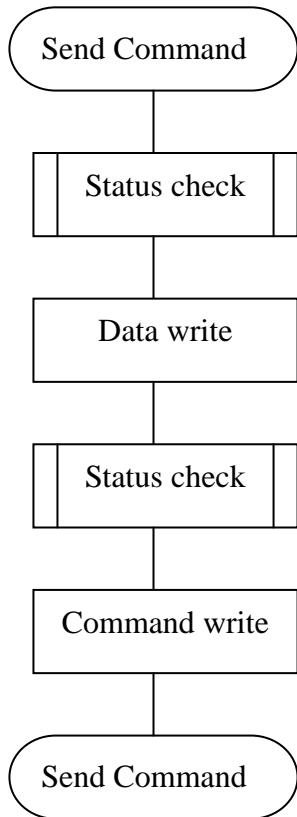 Send Command
Status check
Data write
Status check
Command write
Send Command